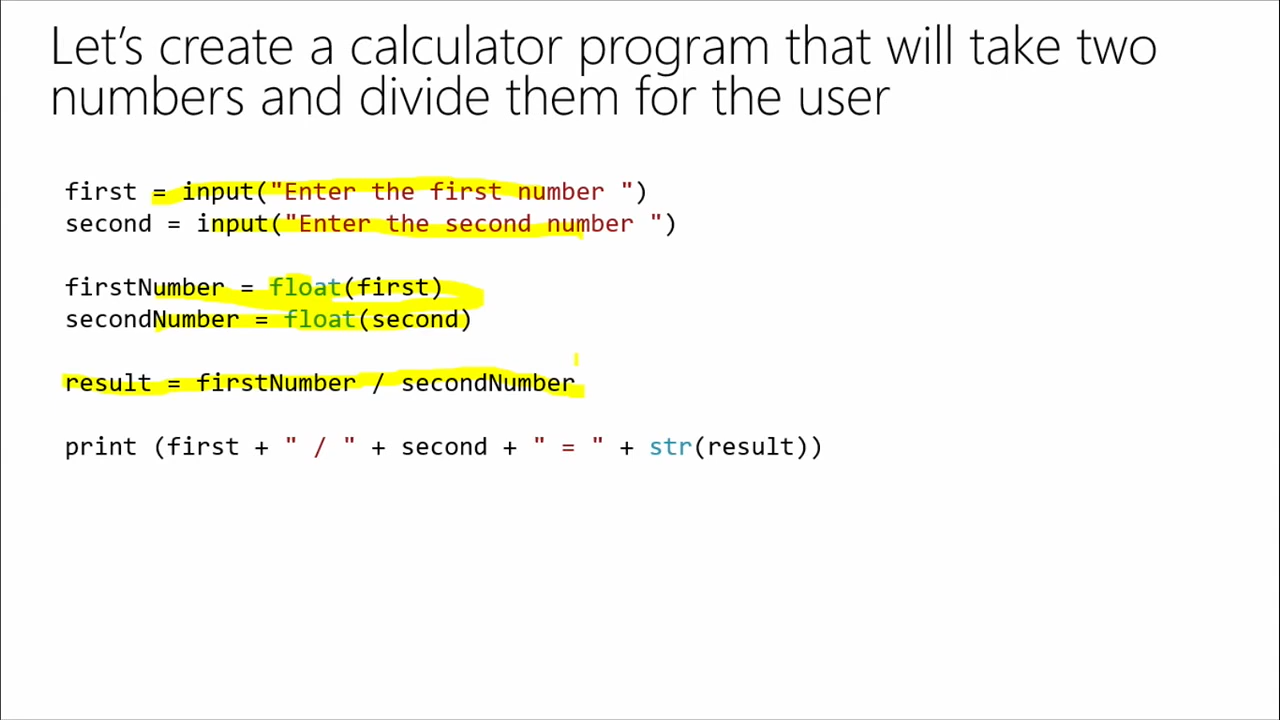 Let's create a calculator program that will take two
numbers and divide them for the user
first = input("Enter the first number ")
second = input("Enter the second number ")
firstNumber = float(first)
secondNumber = float(second)
result = firstNumber / secondNumber
print (first + " / " + second + " = " + str(result))